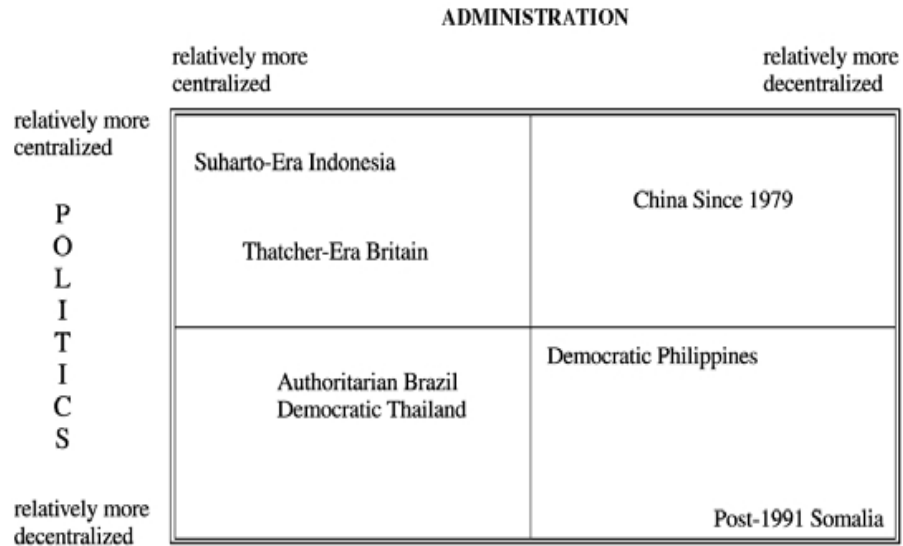 ADMINISTRATION
relatively more
centralized
relatively more
decentralized
relatively more
centralized
Suharto-Era Indonesia
China Since 1979
Thatcher-Era Britain
POLITICS
Democratic Philippines
Authoritarian Brazil
Democratic Thailand
relatively more
decentralized
Post-1991 Somalia